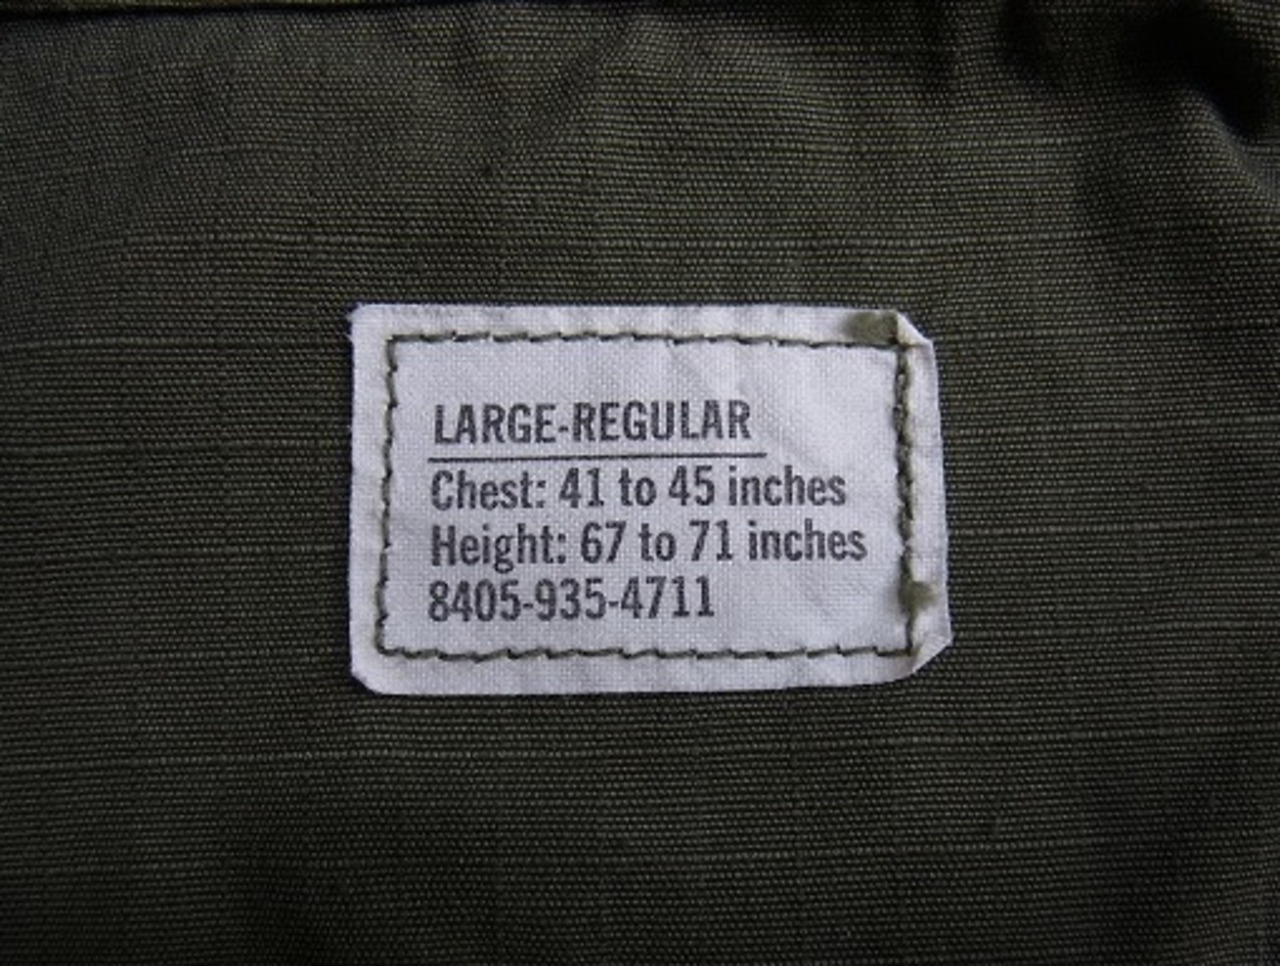 LARGE-REGULAR
Chest: 41 to 45 inches
Height: 67 to 71 inches
8405-935-4711